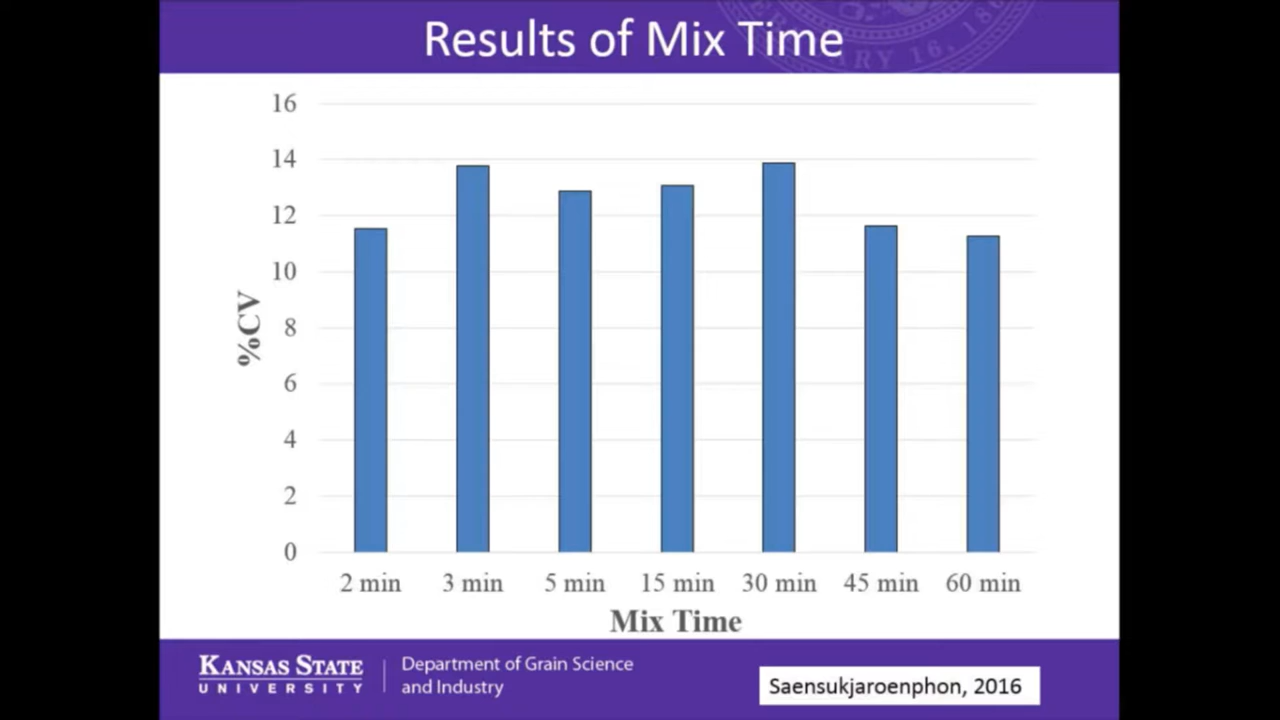 Results of Mix Time
16
14
12
10
8
6
4
2
0
%CV
2 min 3 min 5 min 15 min 30 min 45 min 60 min
Mix Time
KANSAS STATE
UNIVERSITY
Department of Grain Science
and Industry
Saensukjaroenphon, 2016